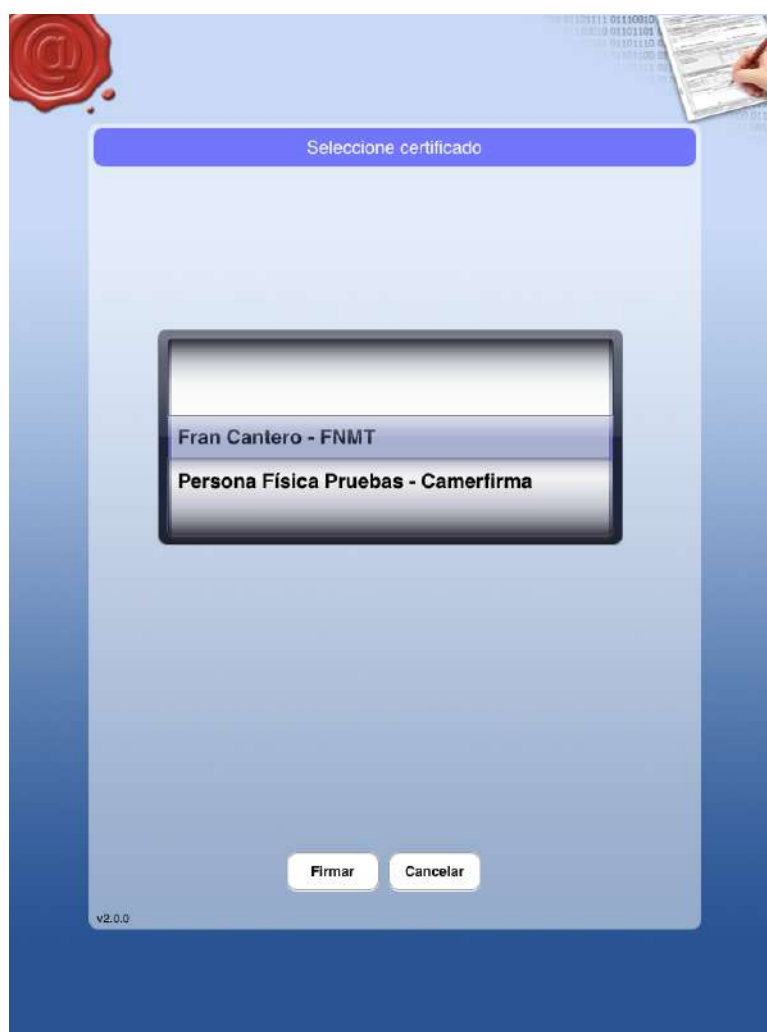 Seleccione certificado
Fran Cantero - FNMT
Persona Física Pruebas - Camerfirma
Firmar
Cancelar
v2.0.0